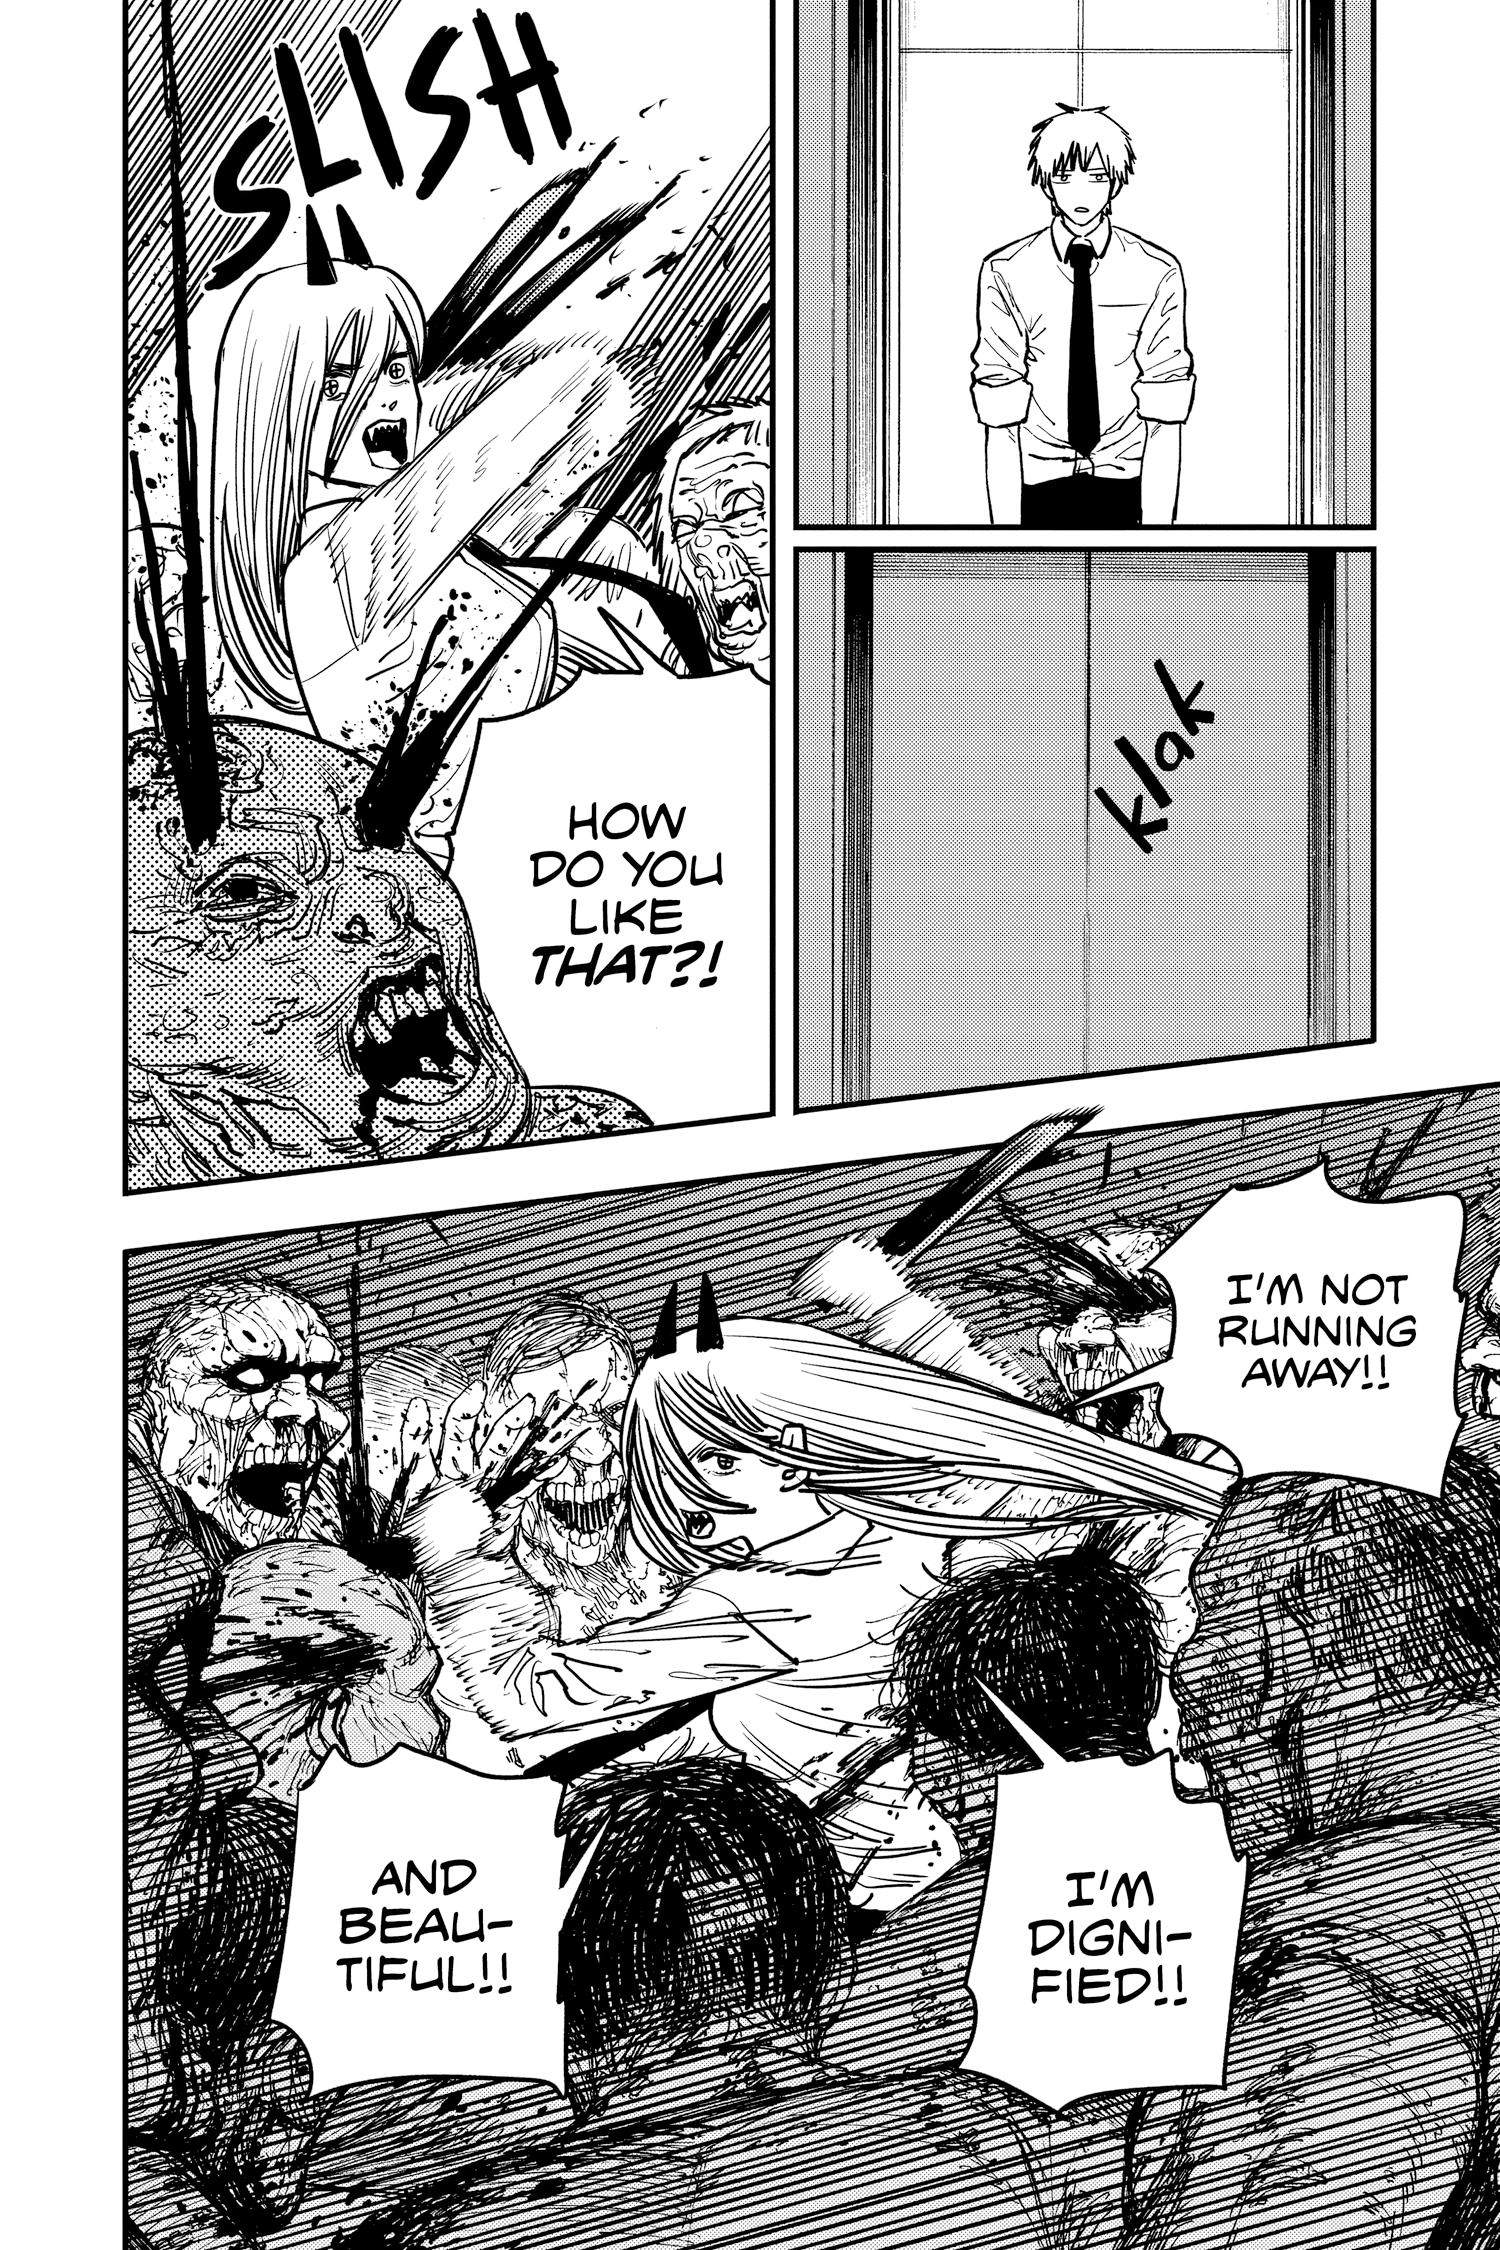 klak
SLISH
HOW
DO YOU
LIKE
THAT?!
I'M NOT
RUNNING
AWAY!!
I'M
DIGNI-
FIED!!
AND
BEAU-
TIFUL!!